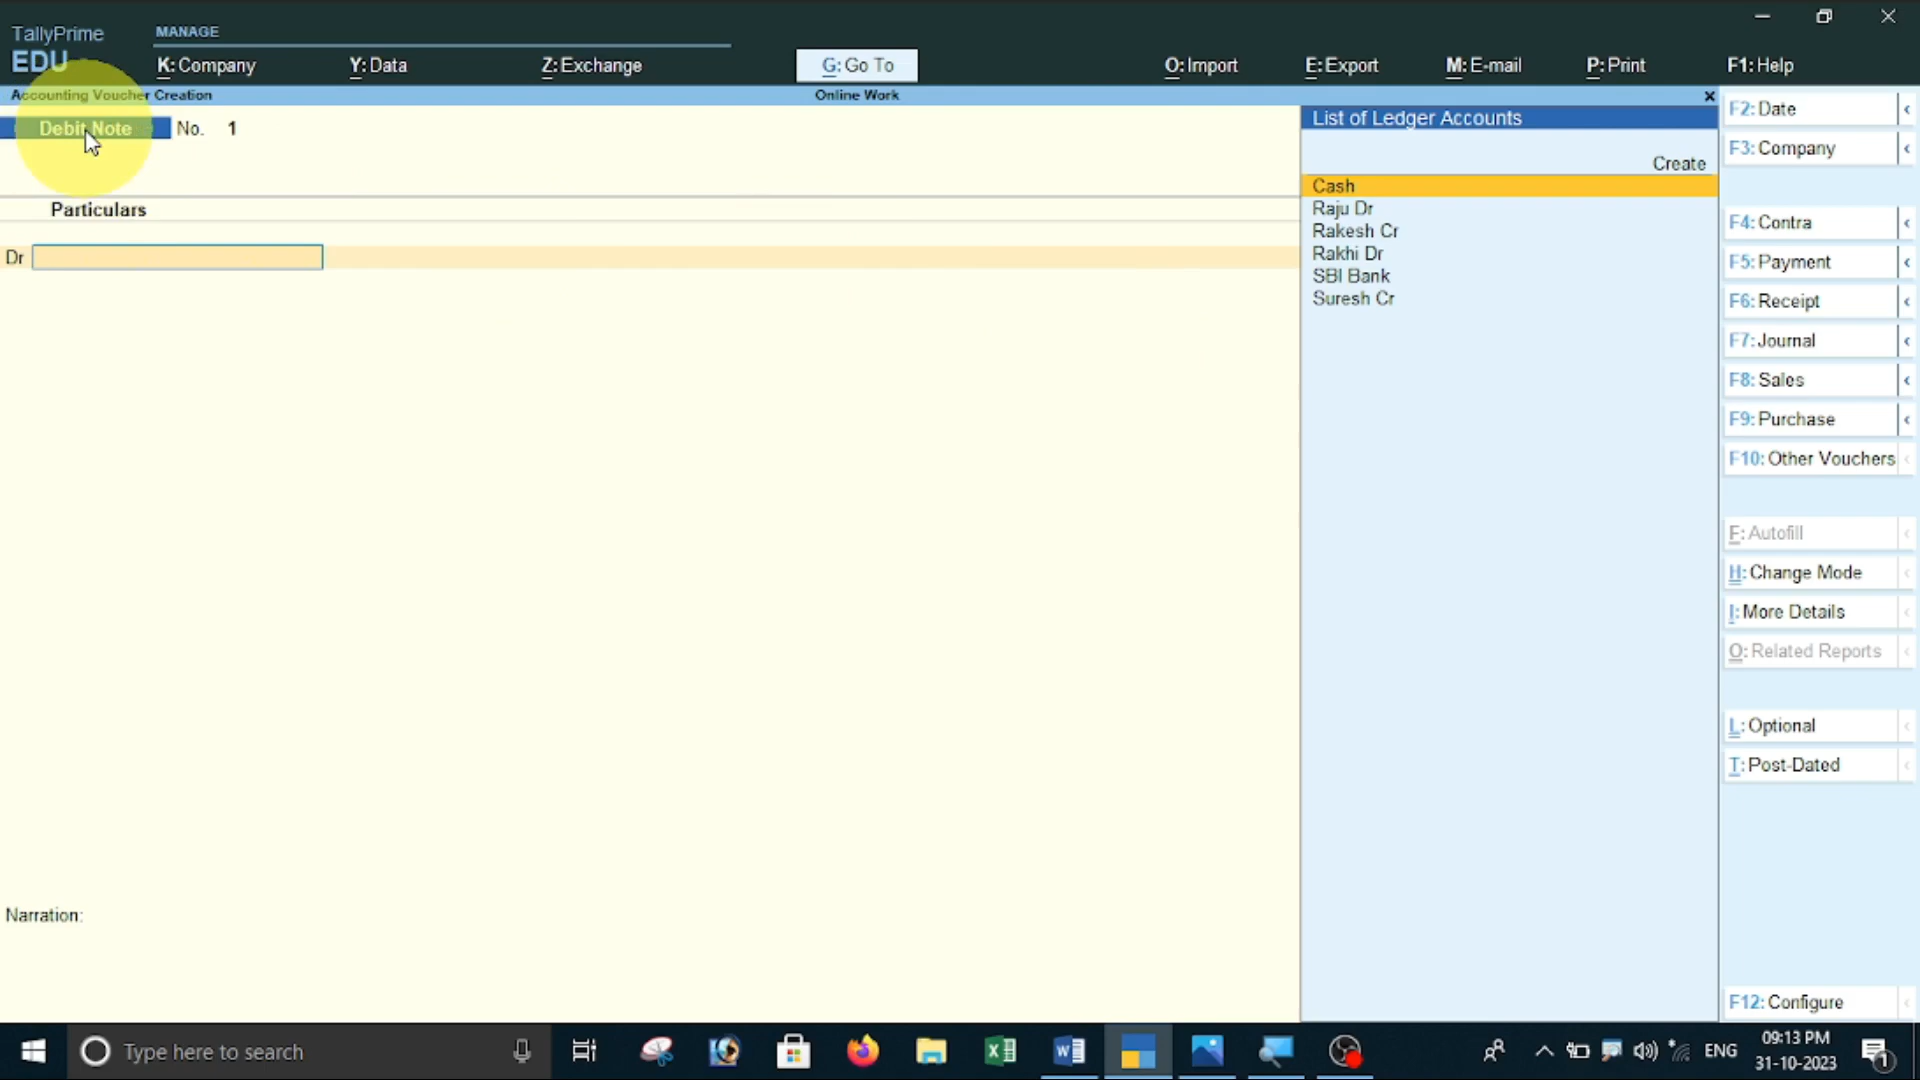 TallyPrime
EDU
MANAGE
K: Company
Y: Data
Z: Exchange
G: Go To
O: Import
E: Export
M: E-mail
P: Print
F1: Help
Accounting Voucher Creation
Online Work
Debit Note No. 1
Particulars
Dr
Narration:
List of Ledger Accounts
Create
Cash
Raju Dr
Rakesh Cr
Rakhi Dr
SBI Bank
Suresh Cr
F2: Date
F3: Company
F4: Contra
F5: Payment
F6: Receipt
F7: Journal
F8: Sales
F9: Purchase
F10: Other Vouchers
F: Autofill
H: Change Mode
I: More Details
O: Related Reports
L: Optional
T: Post-Dated
F12: Configure
Type here to search
ENG
09:13 PM
31-10-2023
1